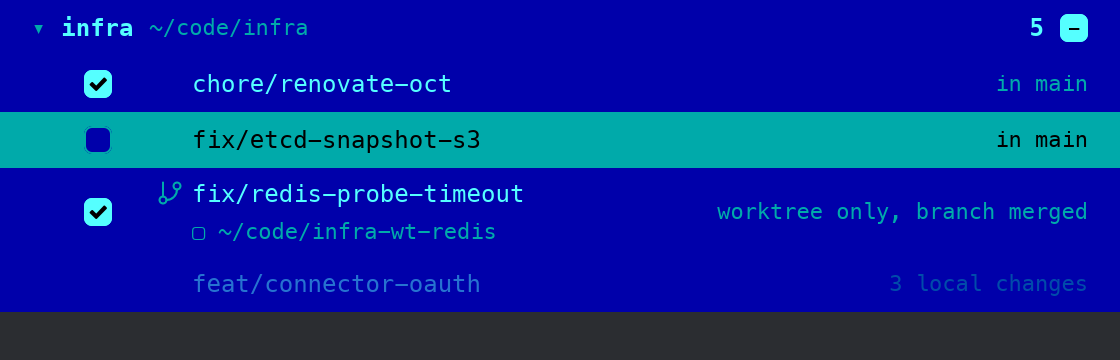 ▾ infra ~/code/infra 5
chore/renovate-oct in main
fix/etcd-snapshot-s3 in main
fix/redis-probe-timeout worktree only, branch merged
~/code/infra-wt-redis
feat/connector-oauth 3 local changes